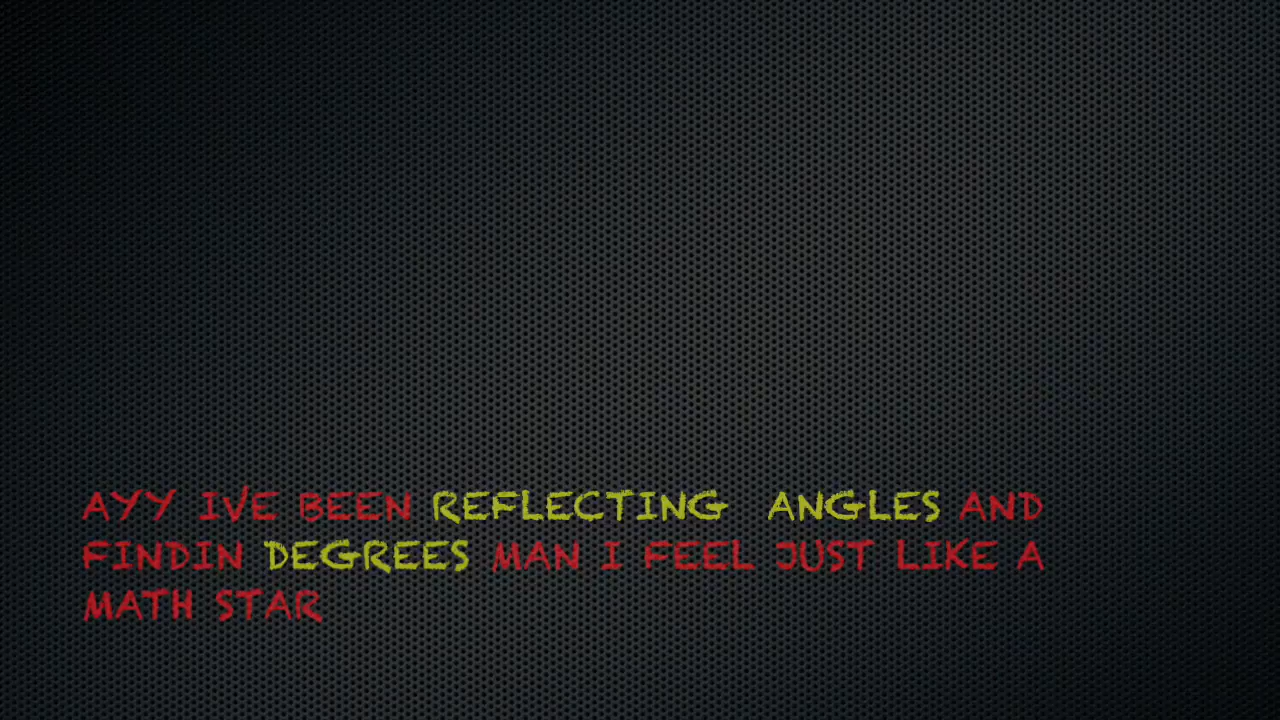 AYY IVE BEEN REFLECTING ANGLES AND
FINDIN DEGREES MAN I FEEL JUST LIKE A
MATH STAR